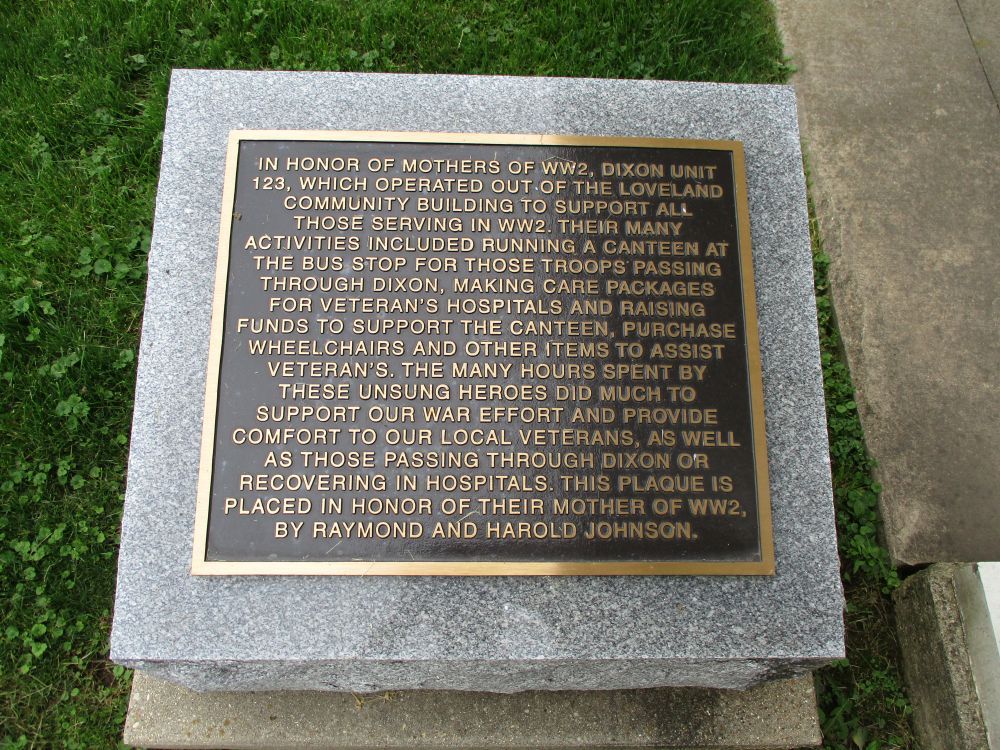 IN HONOR OF MOTHERS OF WW2, DIXON UNIT
123, WHICH OPERATED OUT OF THE LOVELAND
COMMUNITY BUILDING TO SUPPORT ALL
THOSE SERVING IN WW2. THEIR MANY
ACTIVITIES INCLUDED RUNNING A CANTEEN AT
THE BUS STOP FOR THOSE TROOPS PASSING
THROUGH DIXON, MAKING CARE PACKAGES
FOR VETERAN'S HOSPITALS AND RAISING
FUNDS TO SUPPORT THE CANTEEN, PURCHASE
WHEELCHAIRS AND OTHER ITEMS TO ASSIST
VETERAN'S. THE MANY HOURS SPENT BY
THESE UNSUNG HEROES DID MUCH TO
SUPPORT OUR WAR EFFORT AND PROVIDE
COMFORT TO OUR LOCAL VETERANS, AS WELL
AS THOSE PASSING THROUGH DIXON OR
RECOVERING IN HOSPITALS. THIS PLAQUE IS
PLACED IN HONOR OF THEIR MOTHER OF WW2,
BY RAYMOND AND HAROLD JOHNSON.